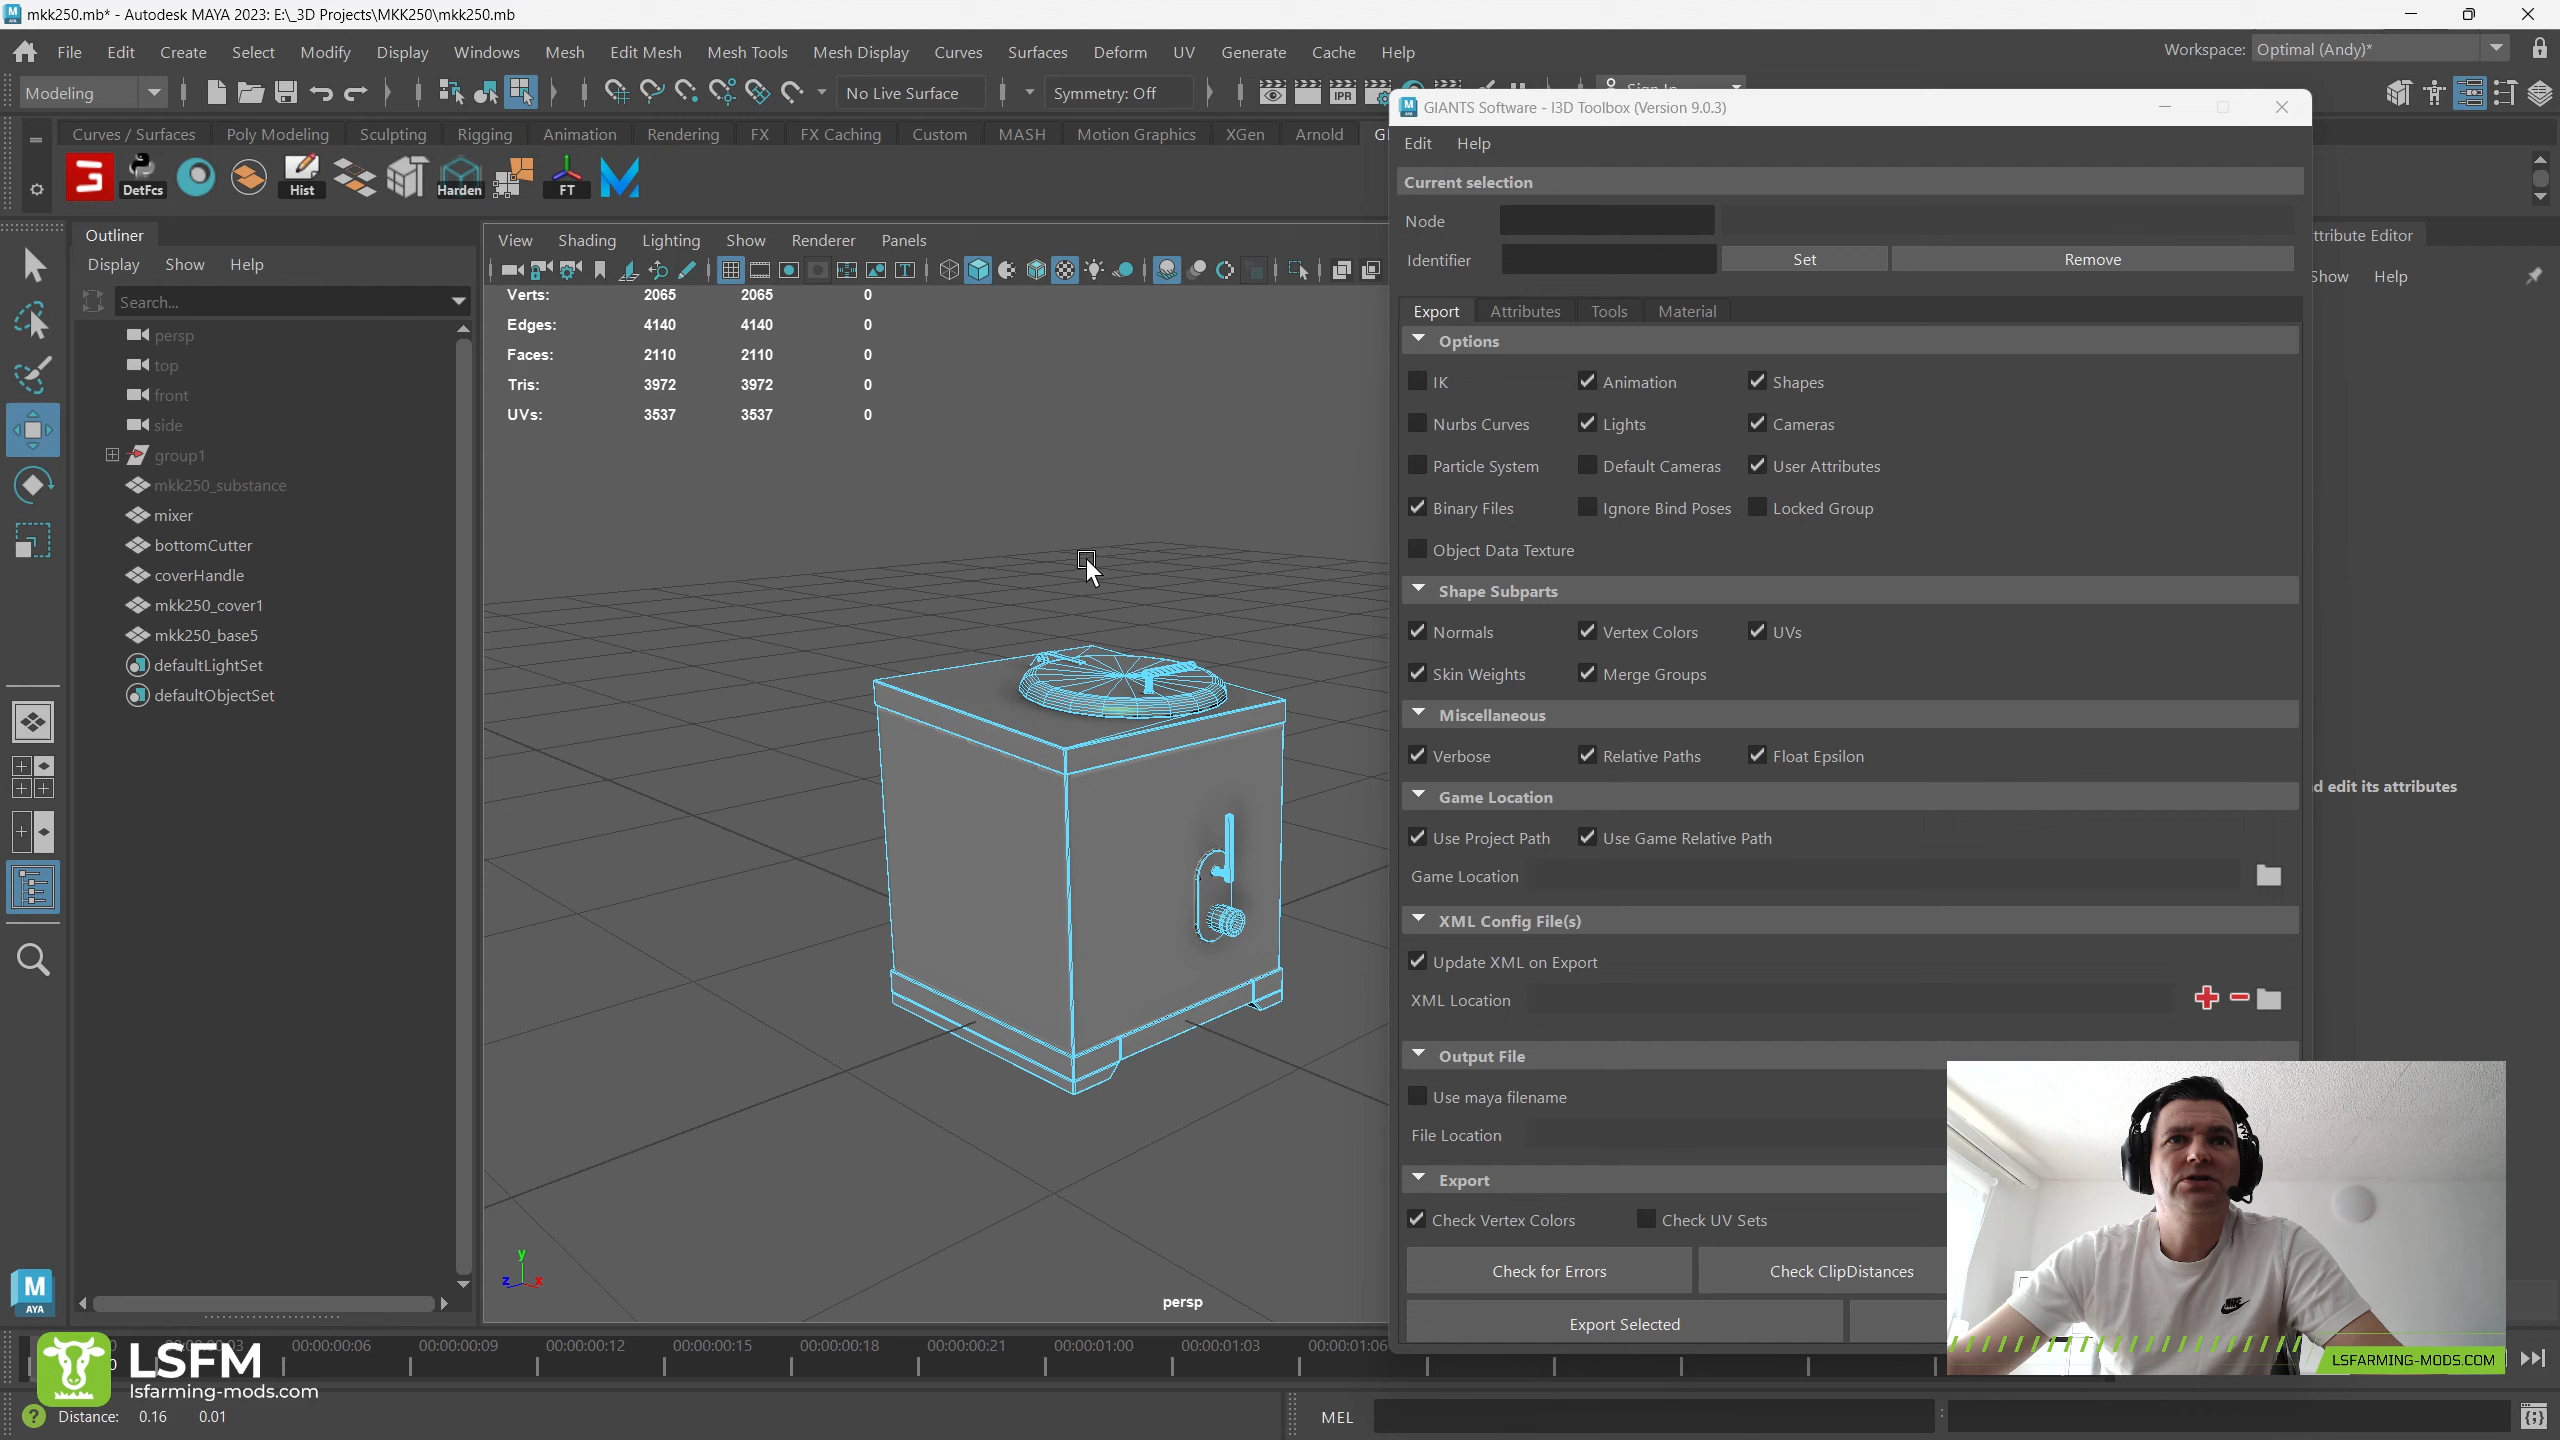 mkk250.mb* - Autodesk MAYA 2023: E:\_3D Projects\MKK250\mkk250.mb
File Edit Create Select Modify Display Windows Mesh Edit Mesh Mesh Tools Mesh Display Curves Surfaces Deform UV Generate Cache Help
Workspace: Optimal (Andy)*
Modeling
No Live Surface
Symmetry: Off
IPR
Sign In
Curves / Surfaces Poly Modeling Sculpting Rigging Animation Rendering FX FX Caching Custom MASH Motion Graphics XGen Arnold
DetFcs
Hist
Harden
FT
Outliner
Display Show Help
Search...
persp
top
front
side
group1
mkk250_substance
mixer
bottomCutter
coverHandle
mkk250_cover1
mkk250_base5
defaultLightSet
defaultObjectSet
View Shading Lighting Show Renderer Panels
Verts: 2065 2065 0
Edges: 4140 4140 0
Faces: 2110 2110 0
Tris: 3972 3972 0
UVs: 3537 3537 0
y
z x
persp
GIANTS Software - I3D Toolbox (Version 9.0.3)
Edit Help
Current selection
Node
Identifier
Set
Remove
Export Attributes Tools Material
Options
IK Animation Shapes
Nurbs Curves Lights Cameras
Particle System Default Cameras User Attributes
Binary Files Ignore Bind Poses Locked Group
Object Data Texture
Shape Subparts
Normals Vertex Colors UVs
Skin Weights Merge Groups
Miscellaneous
Verbose Relative Paths Float Epsilon
Game Location
Use Project Path Use Game Relative Path
Game Location
XML Config File(s)
Update XML on Export
XML Location
Output File
Use maya filename
File Location
Export
Check Vertex Colors Check UV Sets
Check for Errors Check ClipDistances
Export Selected
ttribute Editor
Show Help
d edit its attributes
LSFARMING-MODS.COM
M
AYA
00:00:00:06 00:00:00:09 00:00:00:12 00:00:00:15 00:00:00:18 00:00:00:21 00:00:01:00 00:00:01:03 00:00:01:06
LSFM
lsfarming-mods.com
Distance: 0.16 0.01
MEL